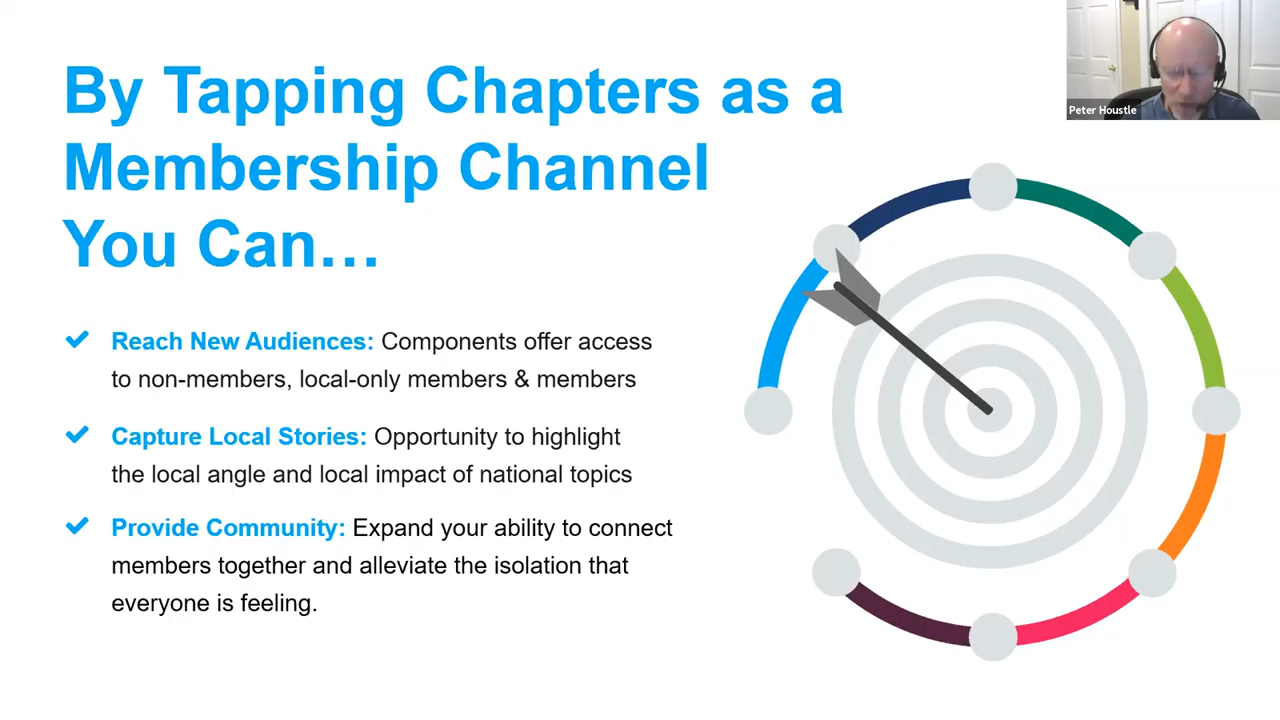 By Tapping Chapters as a
Membership Channel
You Can…
Peter Houstle
Reach New Audiences: Components offer access
to non-members, local-only members & members
Capture Local Stories: Opportunity to highlight
the local angle and local impact of national topics
Provide Community: Expand your ability to connect
members together and alleviate the isolation that
everyone is feeling.